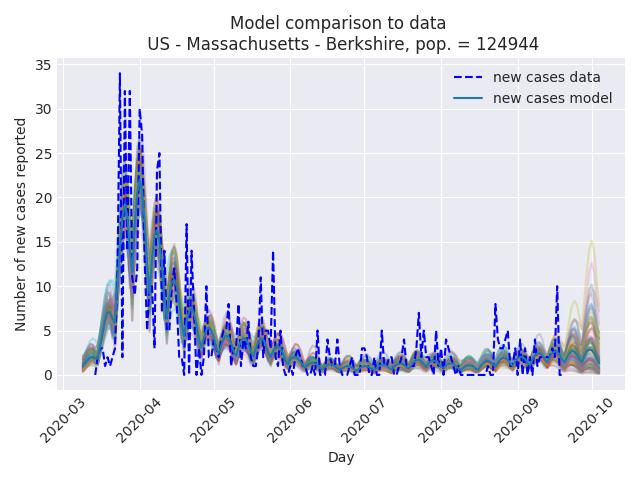 Model comparison to data
US - Massachusetts - Berkshire, pop. = 124944
new cases data
new cases model
Number of new cases reported
35
30
25
20
15
10
5
0
2020-03
2020-04
2020-05
2020-06
2020-07
2020-08
2020-09
2020-10
Day